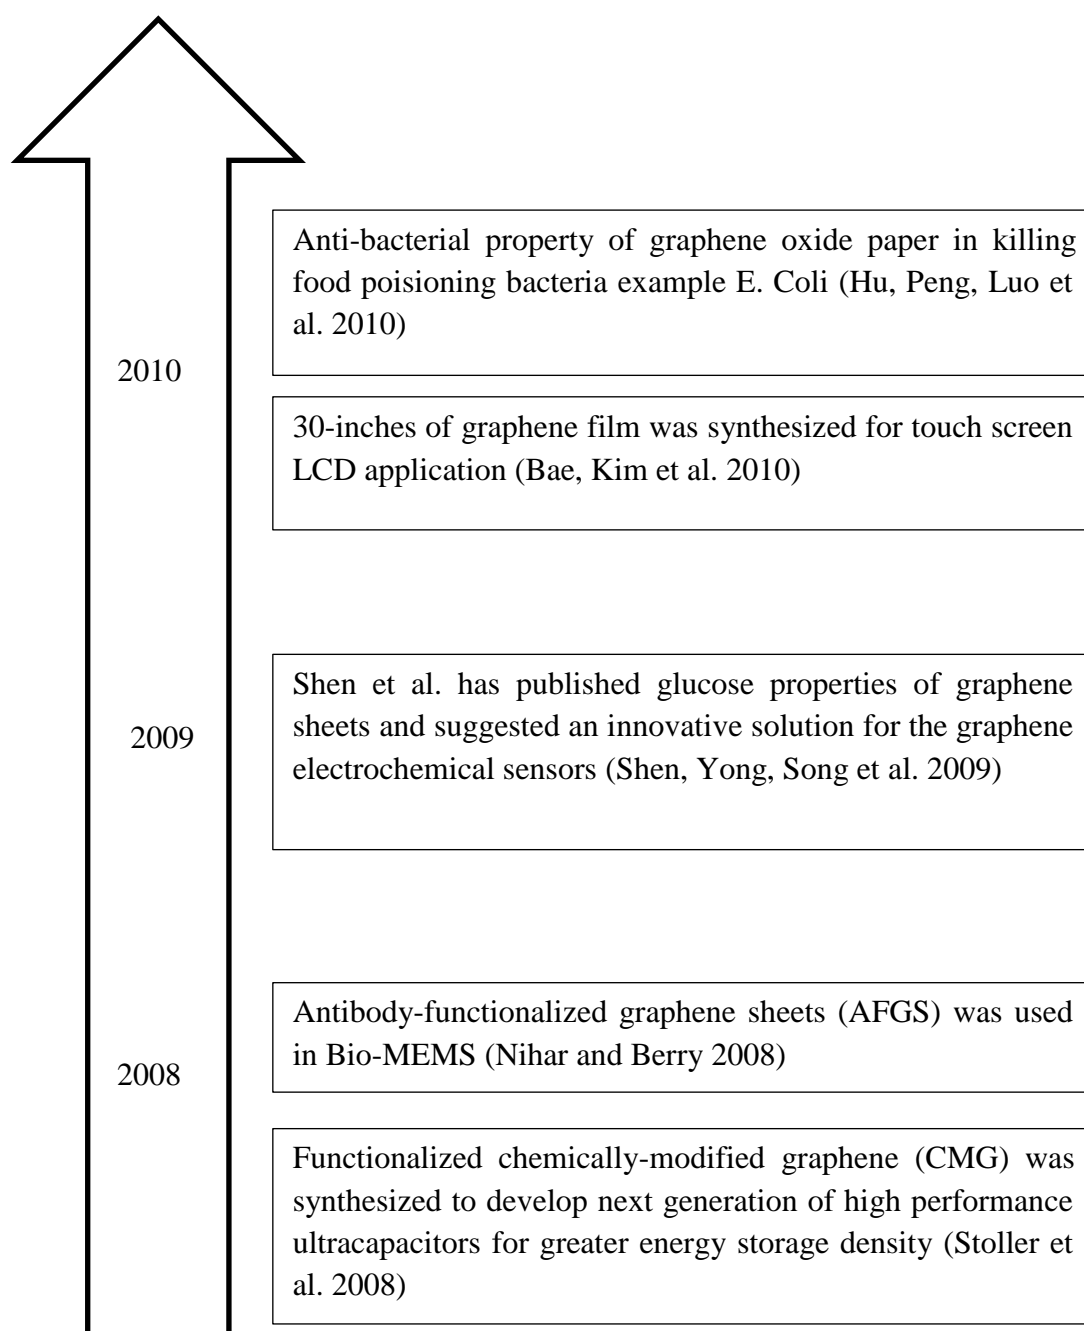 Anti-bacterial property of graphene oxide paper in killing
food poisioning bacteria example E. Coli (Hu, Peng, Luo et
al. 2010)
2010
30-inches of graphene film was synthesized for touch screen
LCD application (Bae, Kim et al. 2010)
Shen et al. has published glucose properties of graphene
sheets and suggested an innovative solution for the graphene
2009
electrochemical sensors (Shen, Yong, Song et al. 2009)
Antibody-functionalized graphene sheets (AFGS) was used
in Bio-MEMS (Nihar and Berry 2008)
2008
Functionalized chemically-modified graphene (CMG) was
synthesized to develop next generation of high performance
ultracapacitors for greater energy storage density (Stoller et
al. 2008)